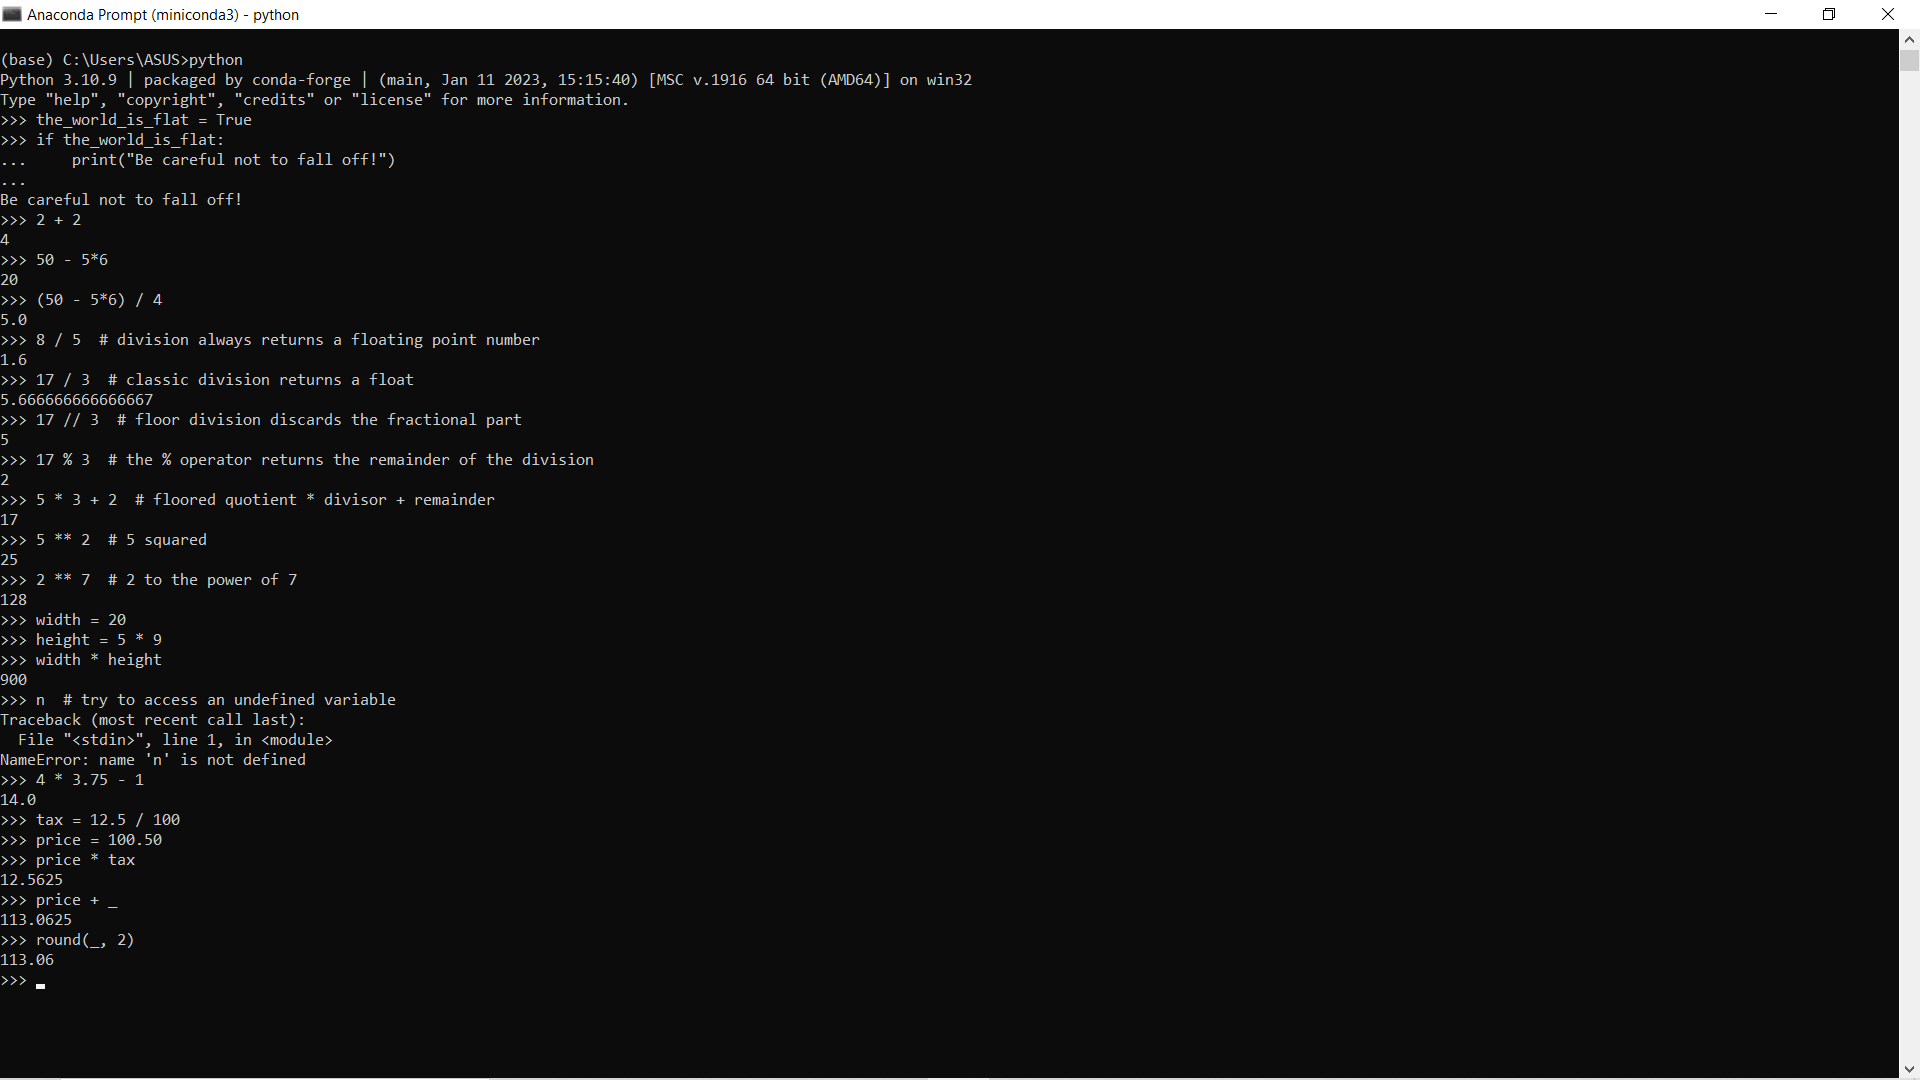 Anaconda Prompt (miniconda3) - python
(base) C:\Users\ASUS>python
Python 3.10.9 | packaged by conda-forge | (main, Jan 11 2023, 15:15:40) [MSC v.1916 64 bit (AMD64)] on win32
Type "help", "copyright", "credits" or "license" for more information.
>>> the_world_is_flat = True
>>> if the_world_is_flat:
...     print("Be careful not to fall off!")
...
Be careful not to fall off!
>>> 2 + 2
4
>>> 50 - 5*6
20
>>> (50 - 5*6) / 4
5.0
>>> 8 / 5  # division always returns a floating point number
1.6
>>> 17 / 3  # classic division returns a float
5.666666666666667
>>> 17 // 3  # floor division discards the fractional part
5
>>> 17 % 3  # the % operator returns the remainder of the division
2
>>> 5 * 3 + 2  # floored quotient * divisor + remainder
17
>>> 5 ** 2  # 5 squared
25
>>> 2 ** 7  # 2 to the power of 7
128
>>> width = 20
>>> height = 5 * 9
>>> width * height
900
>>> n  # try to access an undefined variable
Traceback (most recent call last):
  File "<stdin>", line 1, in <module>
NameError: name 'n' is not defined
>>> 4 * 3.75 - 1
14.0
>>> tax = 12.5 / 100
>>> price = 100.50
>>> price * tax
12.5625
>>> price + _
113.0625
>>> round(_, 2)
113.06
>>>